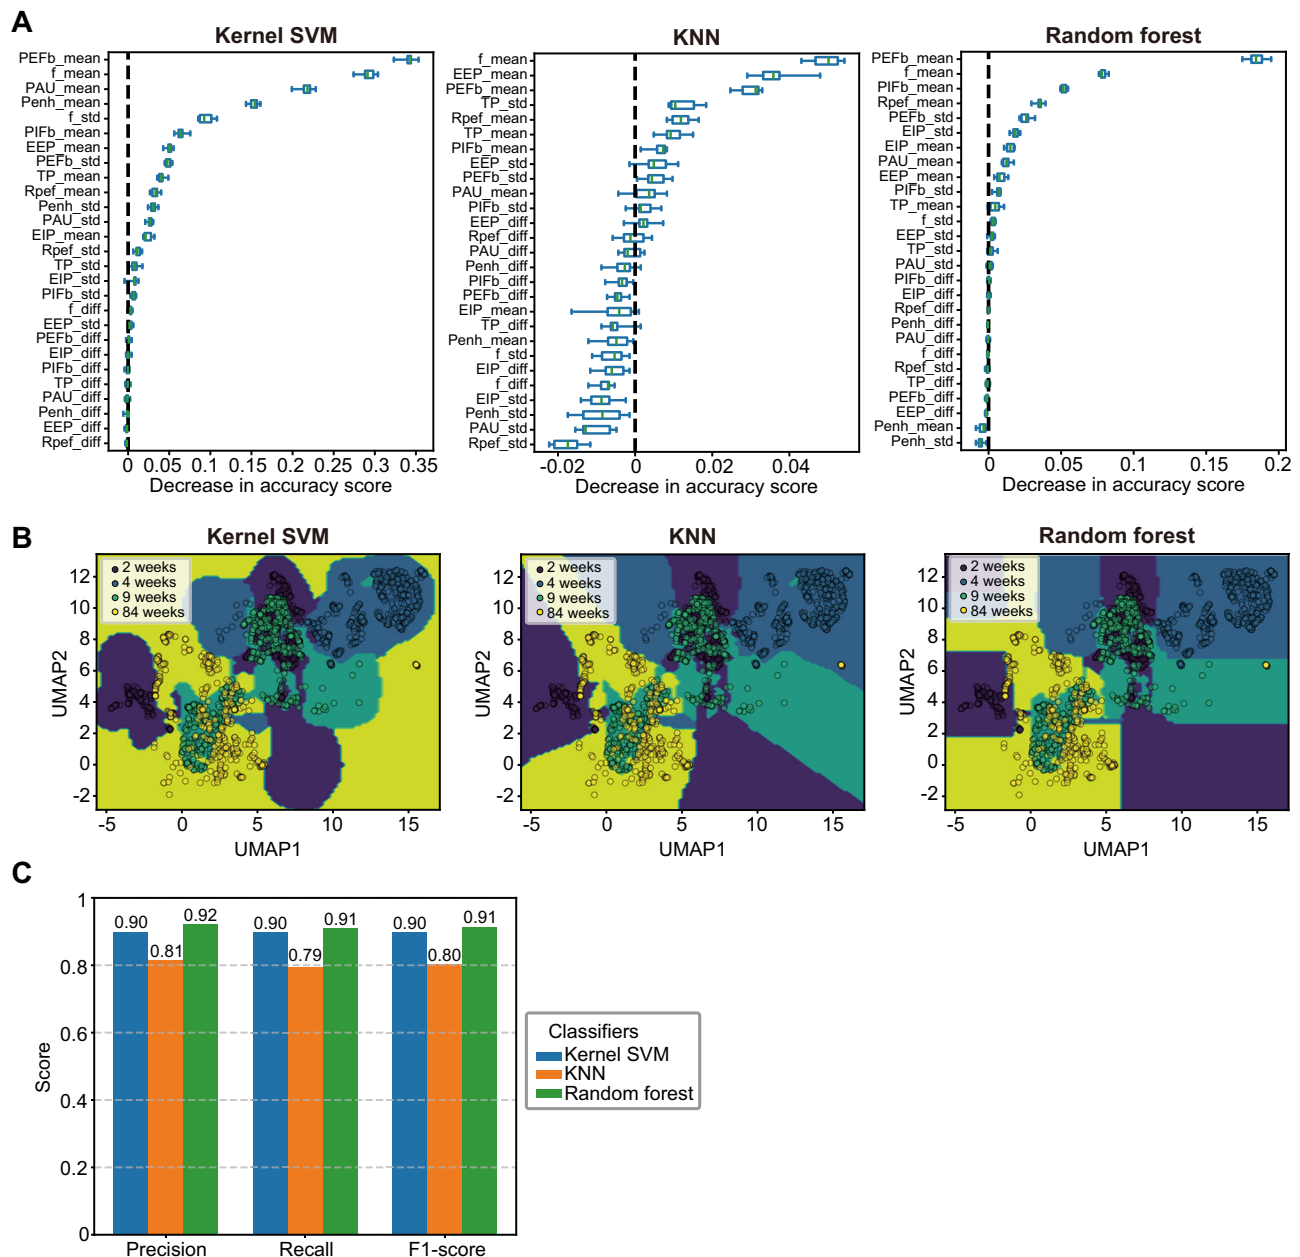 A
Kernel SVM
PEFb_mean
f_mean
PAU_mean
Penh_mean
f_std
PIFb_mean
EEP_mean
PEFb_std
TP_mean
Rpef_mean
Penh_std
PAU_std
EIP_mean
Rpef_std
TP_std
EIP_std
PIFb_std
f_diff
EEP_std
PEFb_diff
EIP_diff
PIFb_diff
TP_diff
PAU_diff
Penh_diff
EEP_diff
Rpef_diff
0 0.05 0.1 0.15 0.2 0.25 0.3 0.35
Decrease in accuracy score
KNN
f_mean
EEP_mean
PEFb_mean
TP_std
Rpef_mean
TP_mean
PIFb_mean
EEP_std
PEFb_std
PAU_mean
PIFb_std
EEP_diff
Rpef_diff
PAU_diff
Penh_diff
PIFb_diff
PEFb_diff
EIP_mean
TP_diff
Penh_mean
f_std
EIP_diff
f_diff
EIP_std
Penh_std
PAU_std
Rpef_std
-0.02 0 0.02 0.04
Decrease in accuracy score
Random forest
PEFb_mean
f_mean
PIFb_mean
Rpef_mean
PEFb_std
EIP_std
EIP_mean
PAU_mean
EEP_mean
PIFb_std
TP_mean
f_std
EEP_std
TP_std
PAU_std
PIFb_diff
EIP_diff
Rpef_diff
Penh_diff
PAU_diff
f_diff
Rpef_std
TP_diff
PEFb_diff
EEP_diff
Penh_mean
Penh_std
0 0.05 0.1 0.15 0.2
Decrease in accuracy score
B
Kernel SVM
2 weeks
4 weeks
9 weeks
84 weeks
UMAP2
12
10
8
6
4
2
0
-2
-5 0 5 10 15
UMAP1
KNN
2 weeks
4 weeks
9 weeks
84 weeks
UMAP2
12
10
8
6
4
2
0
-2
-5 0 5 10 15
UMAP1
Random forest
2 weeks
4 weeks
9 weeks
84 weeks
UMAP2
12
10
8
6
4
2
0
-2
-5 0 5 10 15
UMAP1
C
Score
1
0.8
0.6
0.4
0.2
0
0.90 0.81 0.92
0.90 0.79 0.91
0.90 0.80 0.91
Precision Recall F1-score
Classifiers
Kernel SVM
KNN
Random forest